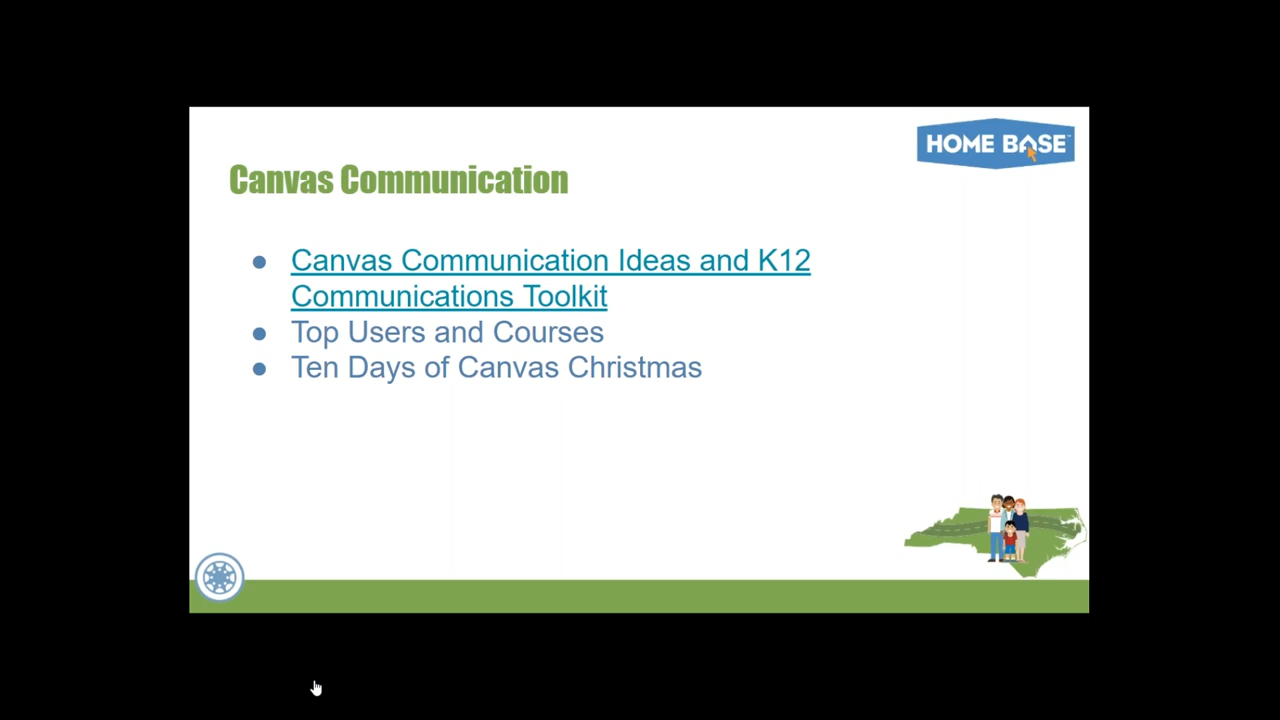 HOME BASE
Canvas Communication
● Canvas Communication Ideas and K12
Communications Toolkit
● Top Users and Courses
● Ten Days of Canvas Christmas